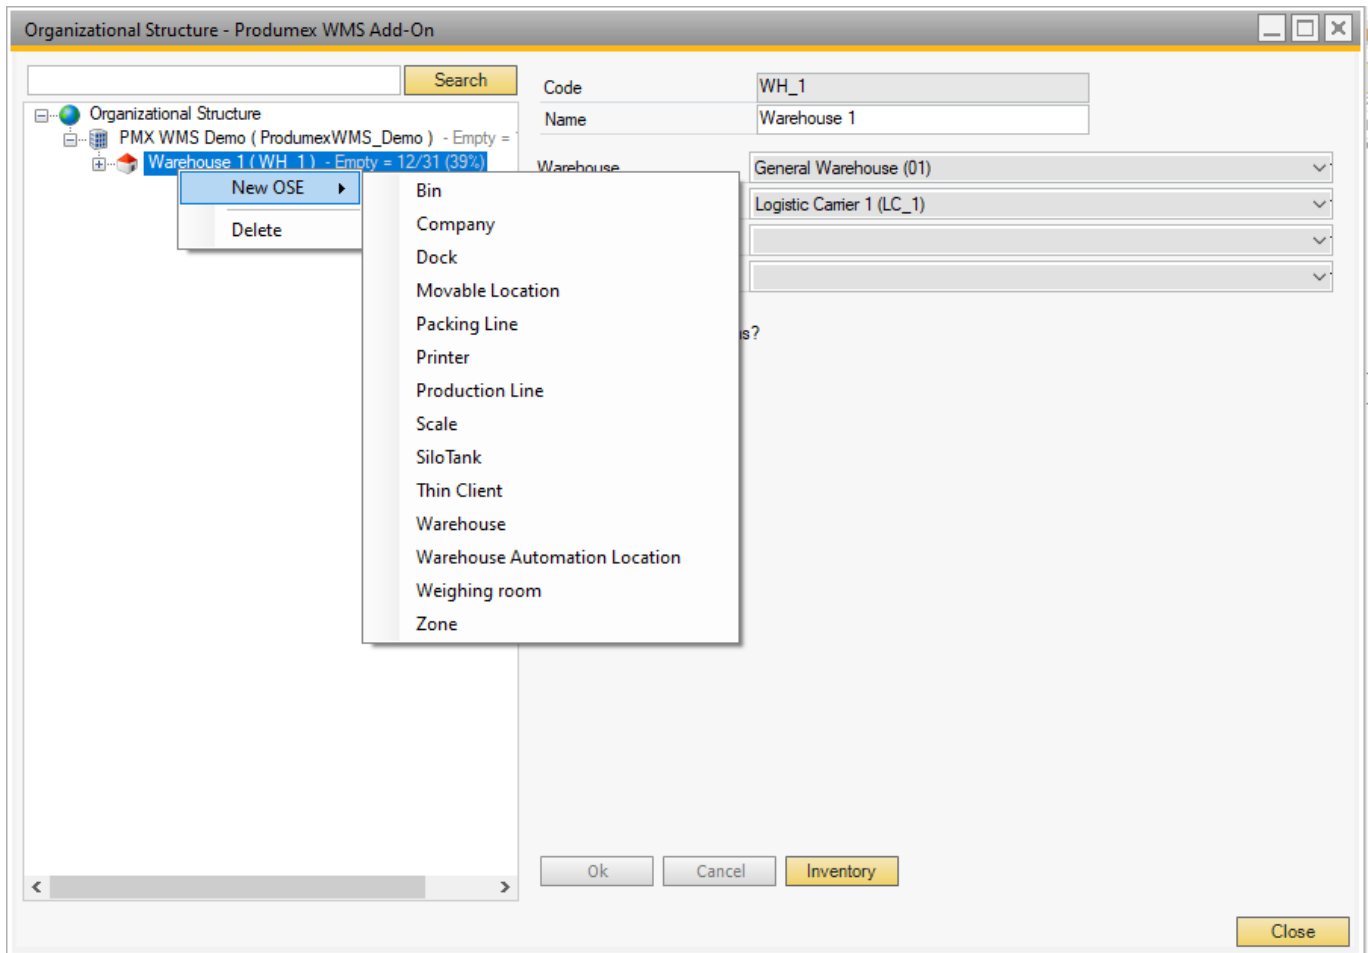 Organizational Structure - Produmex WMS Add-On
Search
Organizational Structure
PMX WMS Demo ( ProdumexWMS_Demo ) - Empty =
Warehouse 1 ( WH_1 ) - Empty = 12/31 (39%)
New OSE
Delete
Bin
Company
Dock
Movable Location
Packing Line
Printer
Production Line
Scale
SiloTank
Thin Client
Warehouse
Warehouse Automation Location
Weighing room
Zone
Code WH_1
Name Warehouse 1
Warehouse General Warehouse (01)
Logistic Carrier 1 (LC_1)
Ok Cancel Inventory
Close